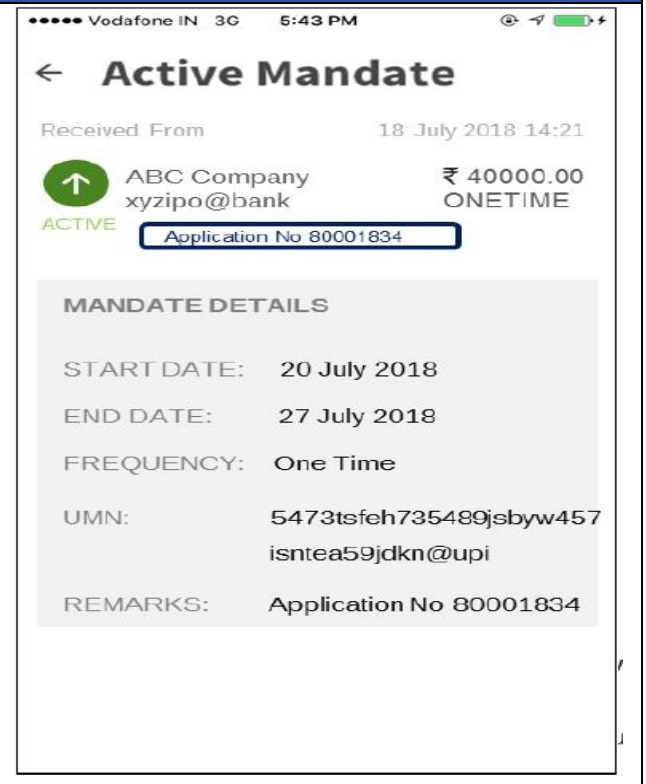 Vodafone IN 3G 5:43 PM
← Active Mandate
Received From 18 July 2018 14:21
ABC Company ₹ 40000.00
xyzipo@bank ONETIME
ACTIVE
Application No 80001834
MANDATE DETAILS
START DATE: 20 July 2018
END DATE: 27 July 2018
FREQUENCY: One Time
UMN: 5473tsfeh735489jsbyw457
isntea59jdkn@upi
REMARKS: Application No 80001834